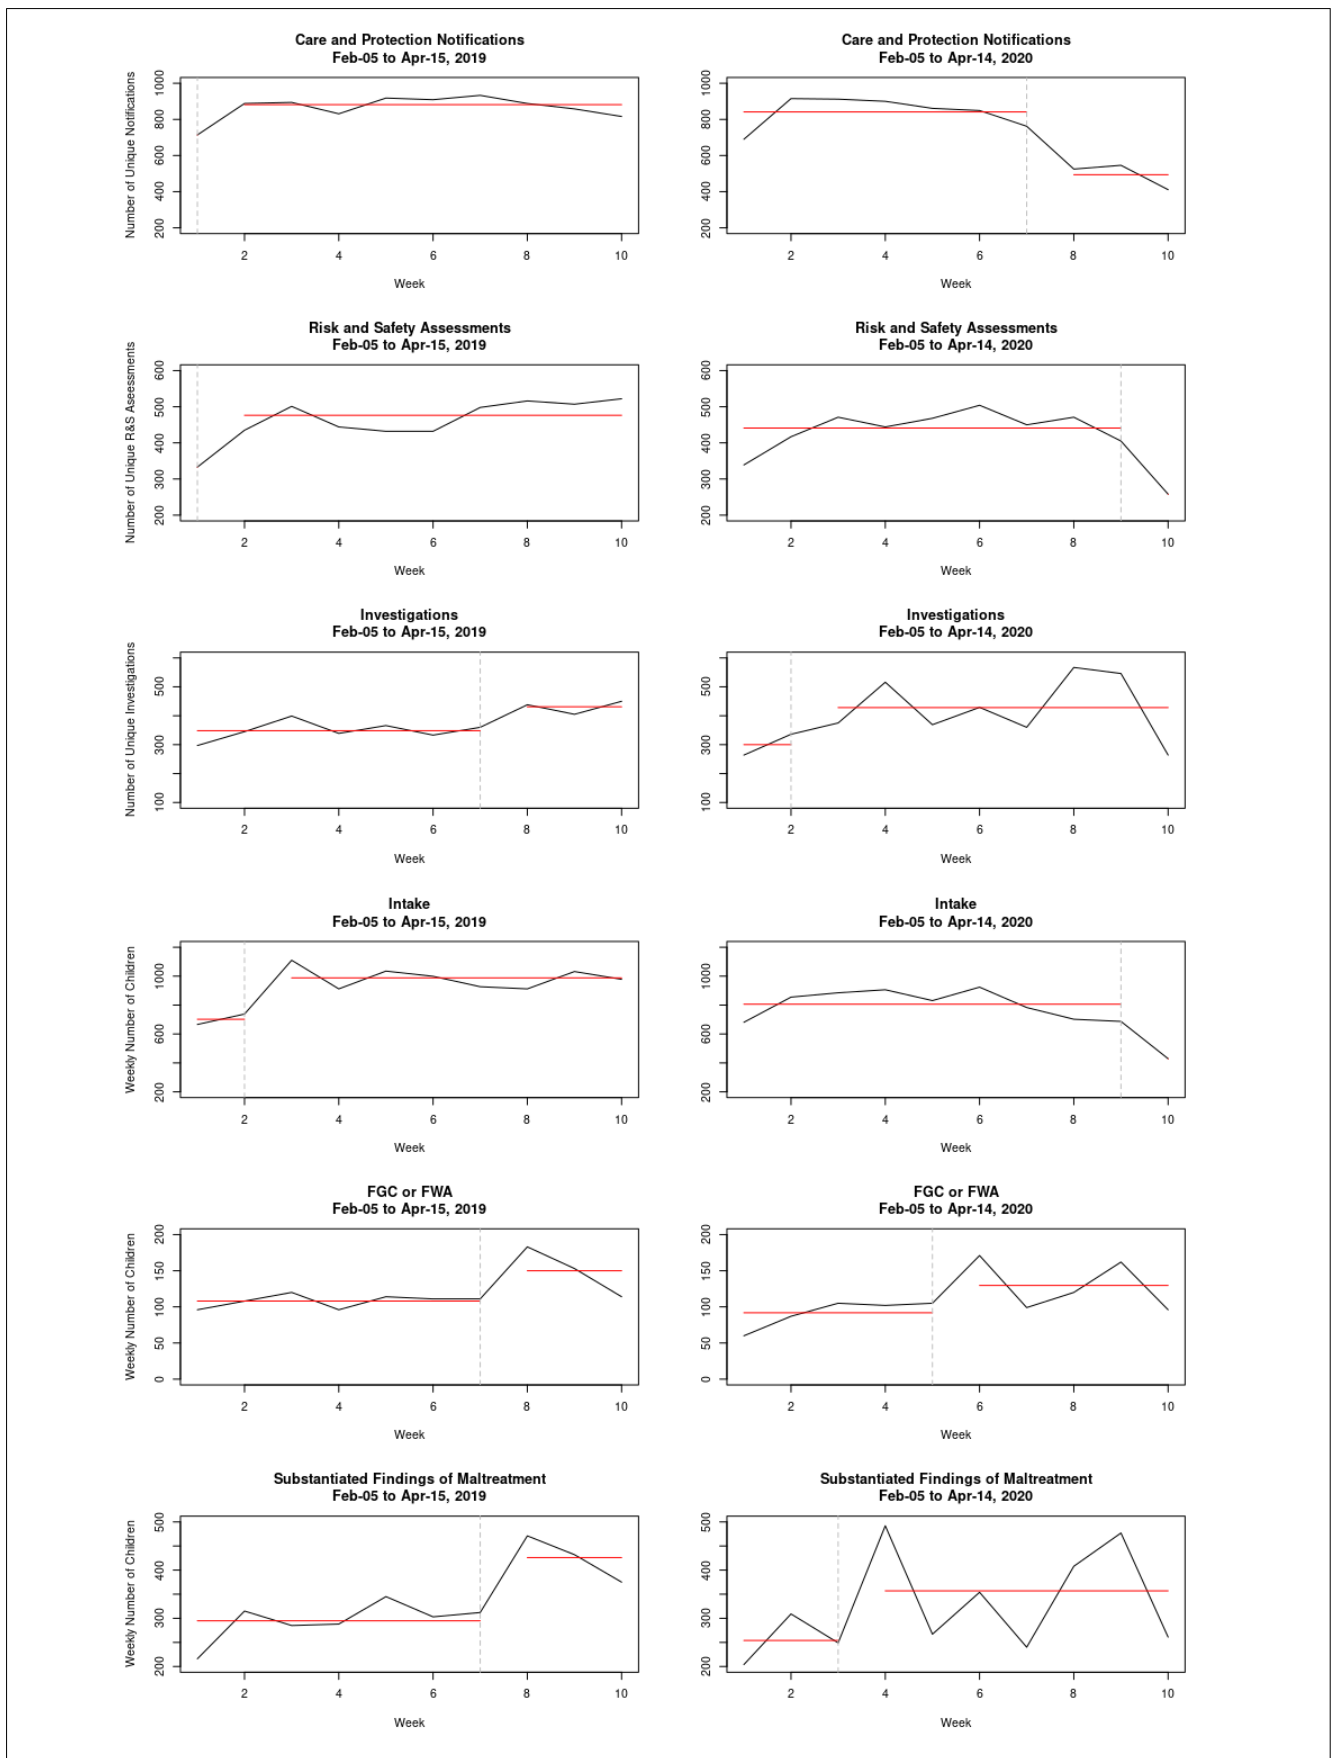 Care and Protection Notifications
Feb-05 to Apr-15, 2019
Number of Unique Notifications
1000
800
600
400
200
2 4 6 8 10
Week
Care and Protection Notifications
Feb-05 to Apr-14, 2020
1000
800
600
400
200
2 4 6 8 10
Week
Risk and Safety Assessments
Feb-05 to Apr-15, 2019
Number of Unique R&S Aseessments
600
500
400
300
200
2 4 6 8 10
Week
Risk and Safety Assessments
Feb-05 to Apr-14, 2020
600
500
400
300
200
2 4 6 8 10
Week
Investigations
Feb-05 to Apr-15, 2019
Number of Unique Investigations
500
300
100
2 4 6 8 10
Week
Investigations
Feb-05 to Apr-14, 2020
500
300
100
2 4 6 8 10
Week
Intake
Feb-05 to Apr-15, 2019
Weekly Number of Children
1000
600
200
2 4 6 8 10
Week
Intake
Feb-05 to Apr-14, 2020
1000
600
200
2 4 6 8 10
Week
FGC or FWA
Feb-05 to Apr-15, 2019
Weekly Number of Children
200
150
100
50
0
2 4 6 8 10
Week
FGC or FWA
Feb-05 to Apr-14, 2020
200
150
100
50
0
2 4 6 8 10
Week
Substantiated Findings of Maltreatment
Feb-05 to Apr-15, 2019
Weekly Number of Children
500
400
300
200
2 4 6 8 10
Week
Substantiated Findings of Maltreatment
Feb-05 to Apr-14, 2020
500
400
300
200
2 4 6 8 10
Week